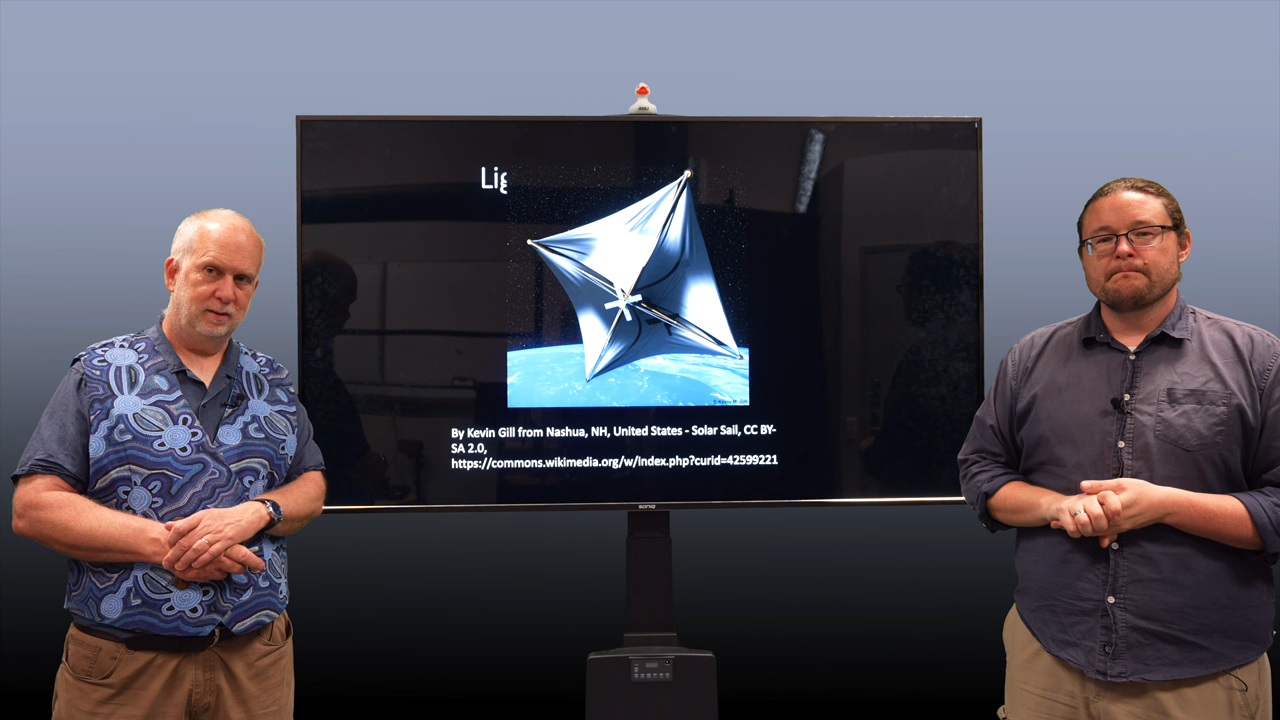 Lig
By Kevin Gill from Nashua, NH, United States - Solar Sail, CC BY-
SA 2.0,
https://commons.wikimedia.org/w/index.php?curid=42599221
soniq